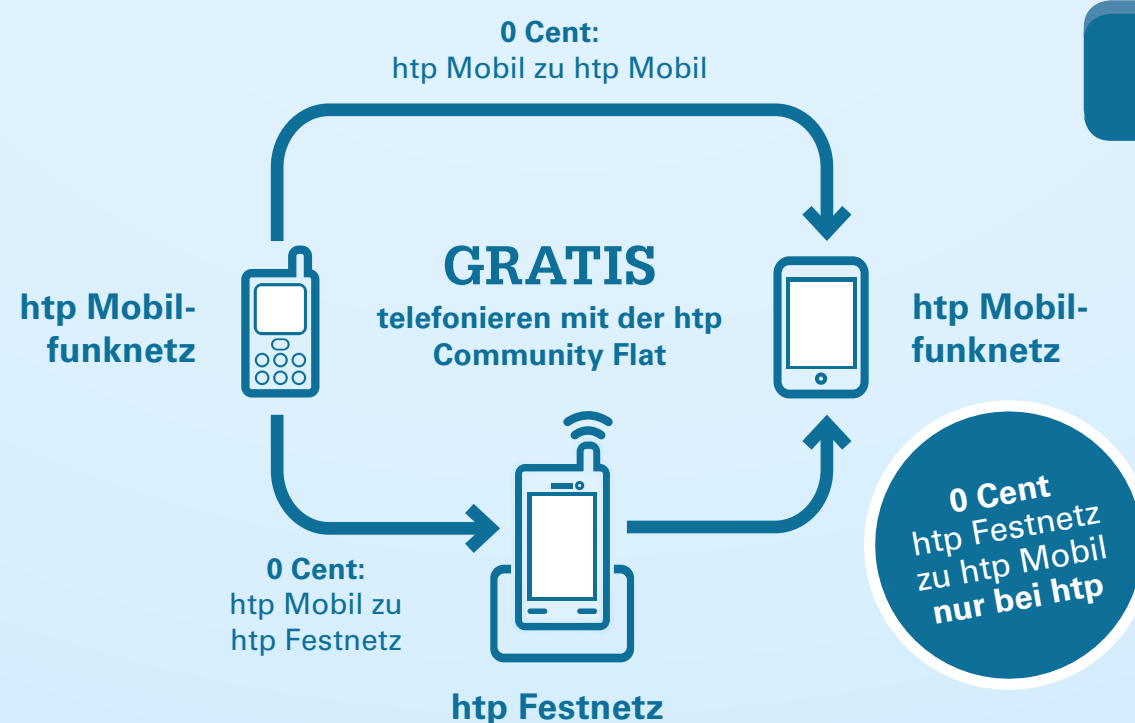 0 Cent:
htp Mobil zu htp Mobil
GRATIS
telefonieren mit der htp
Community Flat
htp Mobil-
funknetz
htp Mobil-
funknetz
0 Cent:
htp Mobil zu
htp Festnetz
0 Cent
htp Festnetz
zu htp Mobil
nur bei htp
htp Festnetz